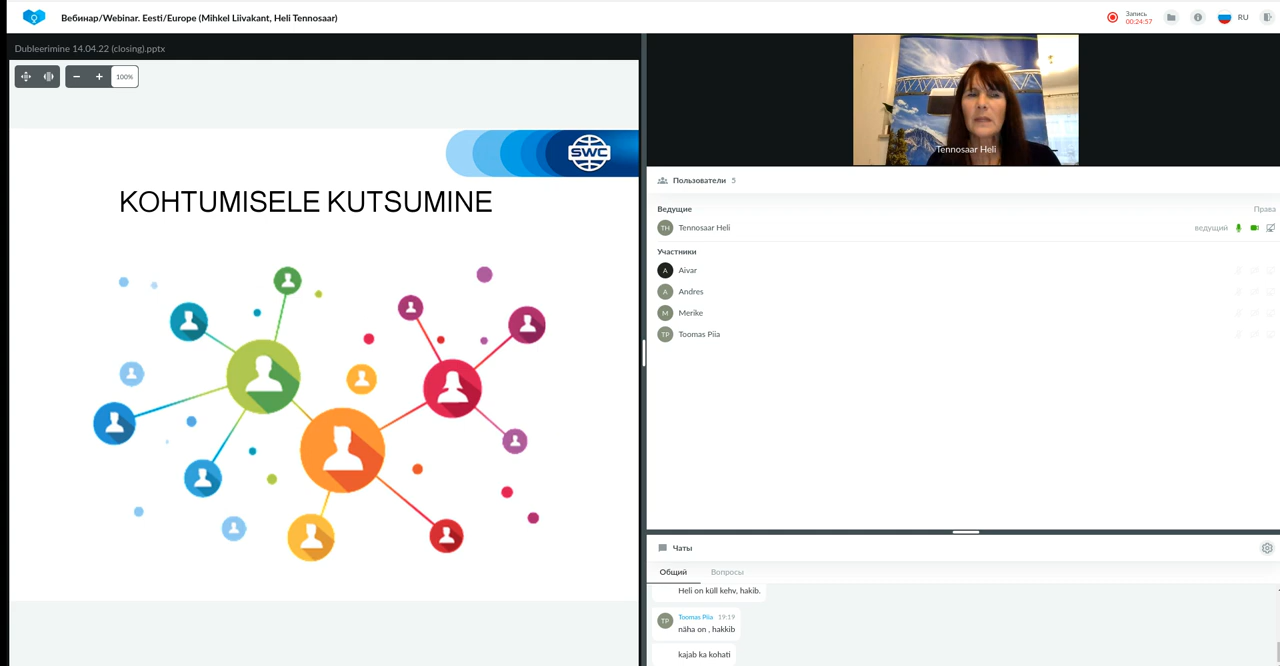 Вебинар/Webinar. Eesti/Europe (Mihkel Liivakant, Heli Tennosaar)
Запись
00:24:57
RU
Dubleerimine 14.04.22 (closing).pptx
100%
SWC
KOHTUMISELE KUTSUMINE
Tennosaar Heli
Пользователи 5
Ведущие
Права
TH Tennosaar Heli ведущий
Участники
A Aivar
A Andres
M Merike
TP Toomas Piia
Чаты
Общий Вопросы
Heli on küll kehv, hakib.
TP Toomas Piia 19:19
näha on , hakkib
kajab ka kohati